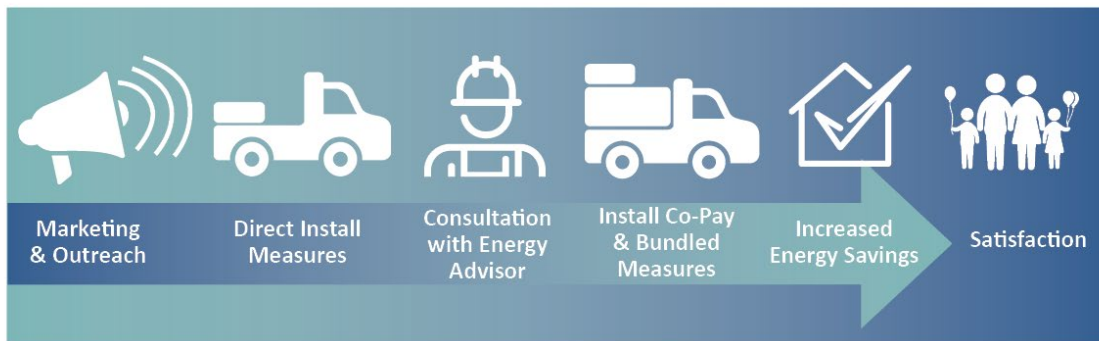 Marketing
& Outreach
Direct Install
Measures
Consultation
with Energy
Advisor
Install Co-Pay
& Bundled
Measures
Increased
Energy Savings
Satisfaction